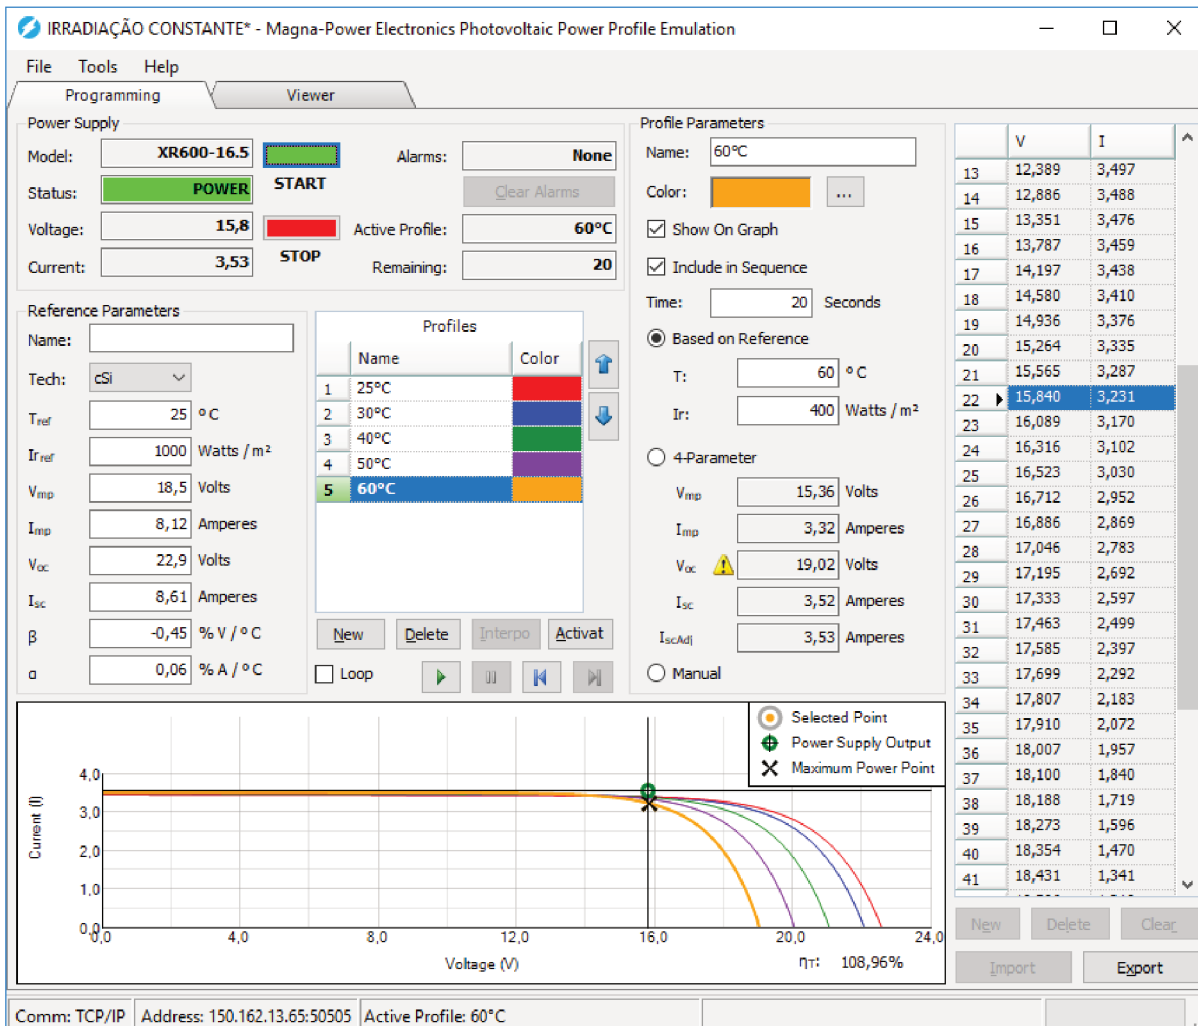 IRRADIAÇÃO CONSTANTE* - Magna-Power Electronics Photovoltaic Power Profile Emulation
File Tools Help
Programming Viewer
Power Supply
Model: XR600-16.5
START
Alarms: None
Status: POWER
Clear Alarms
Voltage: 15,8
STOP
Active Profile: 60°C
Current: 3,53
Remaining: 20
Reference Parameters
Name:
Tech: cSi
Tref 25 °C
Irref 1000 Watts / m²
Vmp 18,5 Volts
Imp 8,12 Amperes
Voc 22,9 Volts
Isc 8,61 Amperes
β -0,45 % V / °C
α 0,06 % A / °C
Profiles
Name Color
1 25°C
2 30°C
3 40°C
4 50°C
5 60°C
New Delete Interpo Activat
Loop
Profile Parameters
Name: 60°C
Color: ...
Show On Graph
Include in Sequence
Time: 20 Seconds
Based on Reference
T: 60 °C
Ir: 400 Watts / m²
4-Parameter
Vmp 15,36 Volts
Imp 3,32 Amperes
Voc 19,02 Volts
Isc 3,52 Amperes
IscAdj 3,53 Amperes
Manual
V I
13 12,389 3,497
14 12,886 3,488
15 13,351 3,476
16 13,787 3,459
17 14,197 3,438
18 14,580 3,410
19 14,936 3,376
20 15,264 3,335
21 15,565 3,287
22 15,840 3,231
23 16,089 3,170
24 16,316 3,102
25 16,523 3,030
26 16,712 2,952
27 16,886 2,869
28 17,046 2,783
29 17,195 2,692
30 17,333 2,597
31 17,463 2,499
32 17,585 2,397
33 17,699 2,292
34 17,807 2,183
35 17,910 2,072
36 18,007 1,957
37 18,100 1,840
38 18,188 1,719
39 18,273 1,596
40 18,354 1,470
41 18,431 1,341
New Delete Clear
Import Export
Selected Point
Power Supply Output
Maximum Power Point
Current (I)
4,0
3,0
2,0
1,0
0,0
0,0 4,0 8,0 12,0 16,0 20,0 24,0
Voltage (V)
ηT: 108,96%
Comm: TCP/IP Address: 150.162.13.65:50505 Active Profile: 60°C